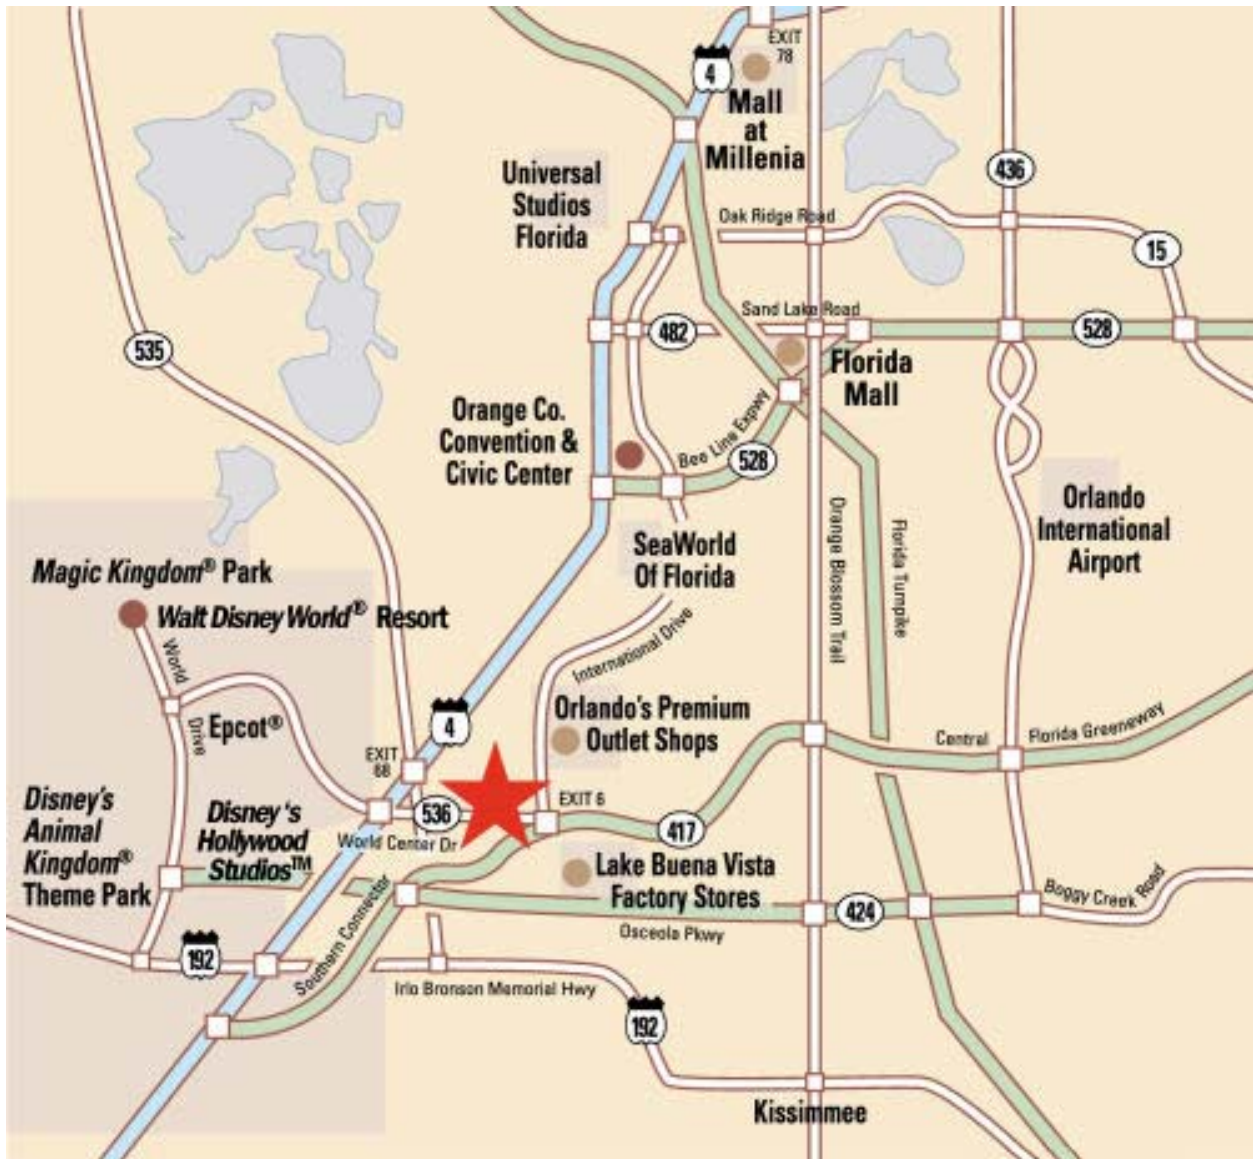 EXIT
78
4
Mall
at
Millenia
Universal
Studios
Florida
436
Oak Ridge Road
15
Sand Lake Road
482
528
535
Florida
Mall
Orange Co.
Convention &
Civic Center
Bee Line Expwy
528
Orlando
International
Airport
Orange Blossom Trail
Florida Turnpike
SeaWorld
Of Florida
Magic Kingdom® Park
Walt Disney World® Resort
World
Drive
International Drive
Epcot®
4
Orlando's Premium
Outlet Shops
Central
Florida Greeneway
EXIT
68
EXIT 6
536
World Center Dr
417
Disney's
Animal
Kingdom®
Theme Park
Disney 's
Hollywood
Studios™
Lake Buena Vista
Factory Stores
424
Boggy Creek Road
Osceola Pkwy
Southern Connector
192
Irlo Bronson Memorial Hwy
192
Kissimmee